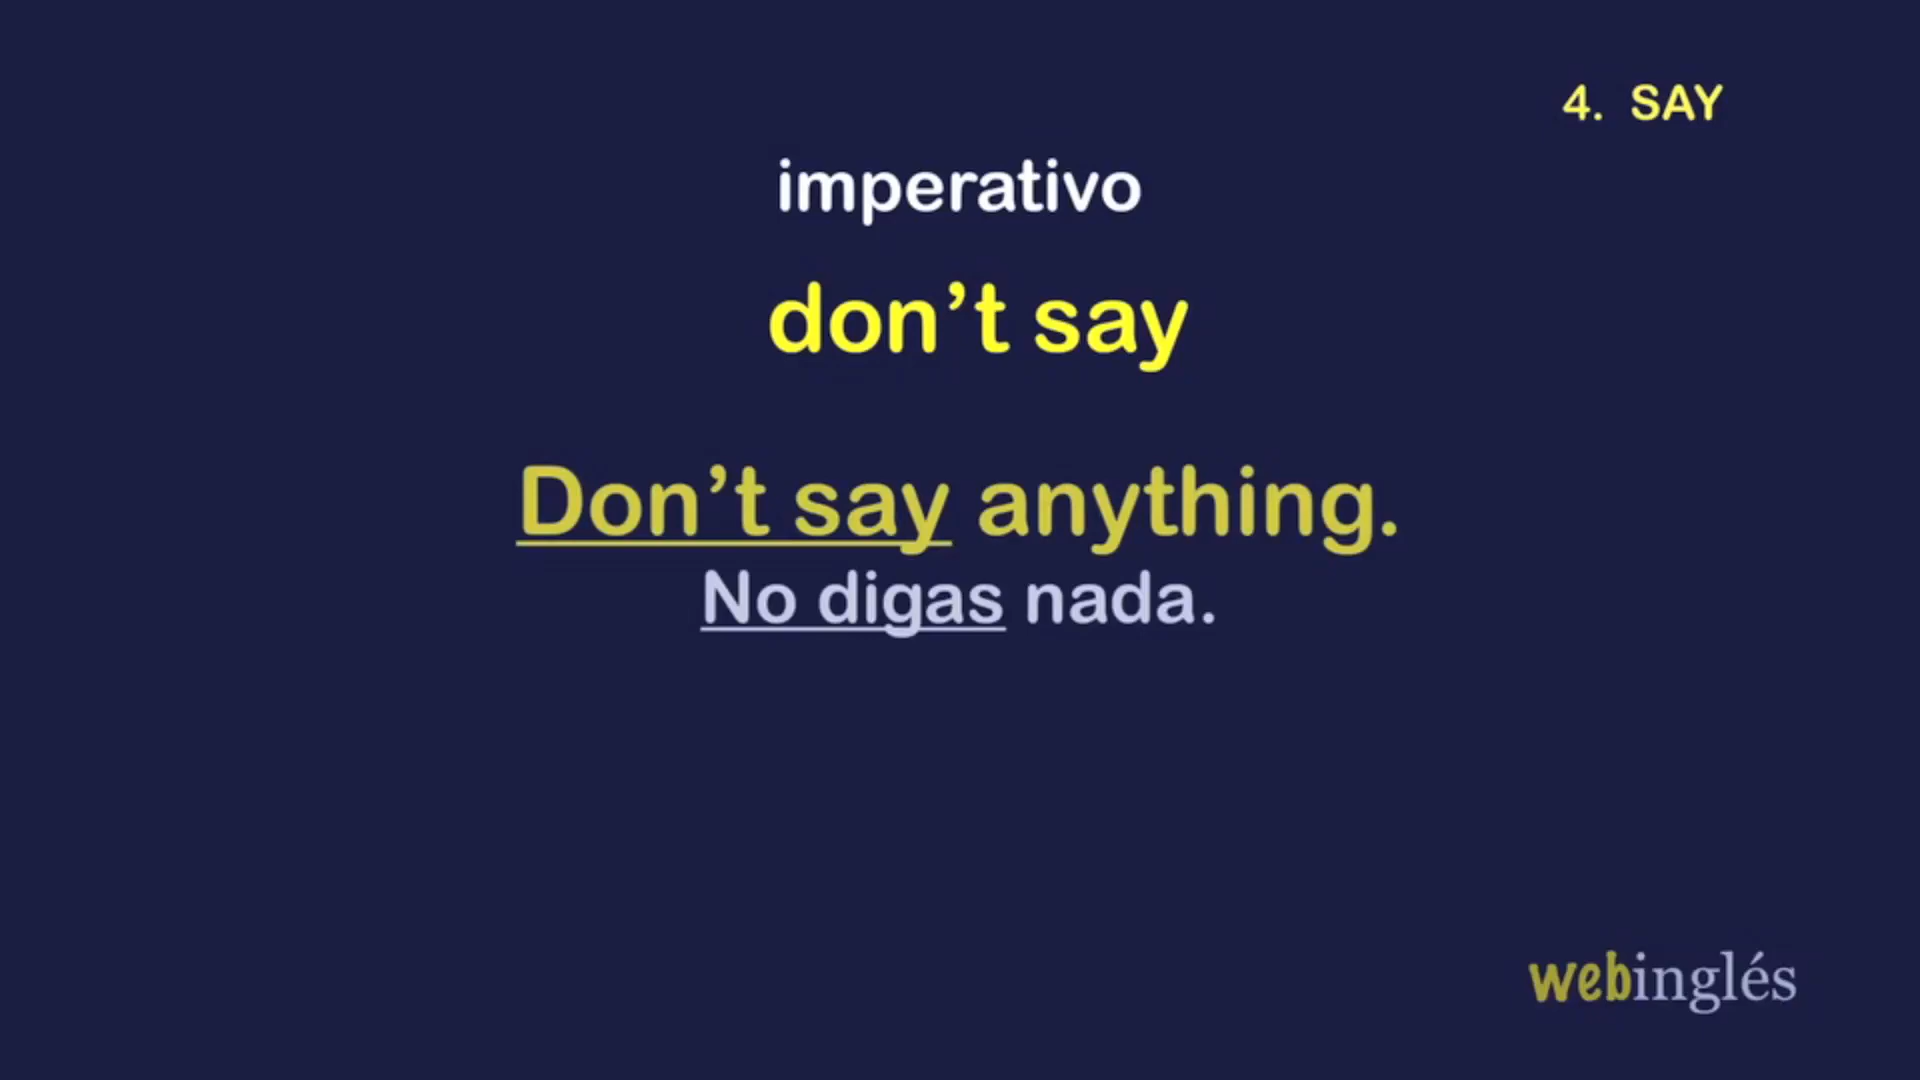 4. SAY
imperativo
don’t say
Don’t say anything.
No digas nada.
webinglés